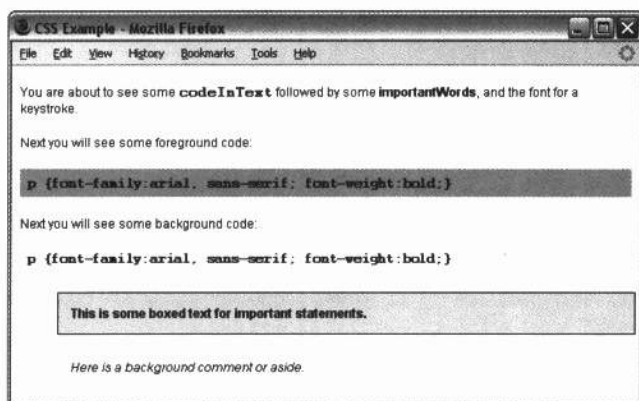 CSS Example - Mozilla Firefox
File Edit View History Bookmarks Tools Help
You are about to see some codeInText followed by some importantWords, and the font for a
keystroke.
Next you will see some foreground code:
p {font-family:arial, sans-serif; font-weight:bold;}
Next you will see some background code:
p {font-family:arial, sans-serif; font-weight:bold;}
This is some boxed text for important statements.
Here is a background comment or aside.